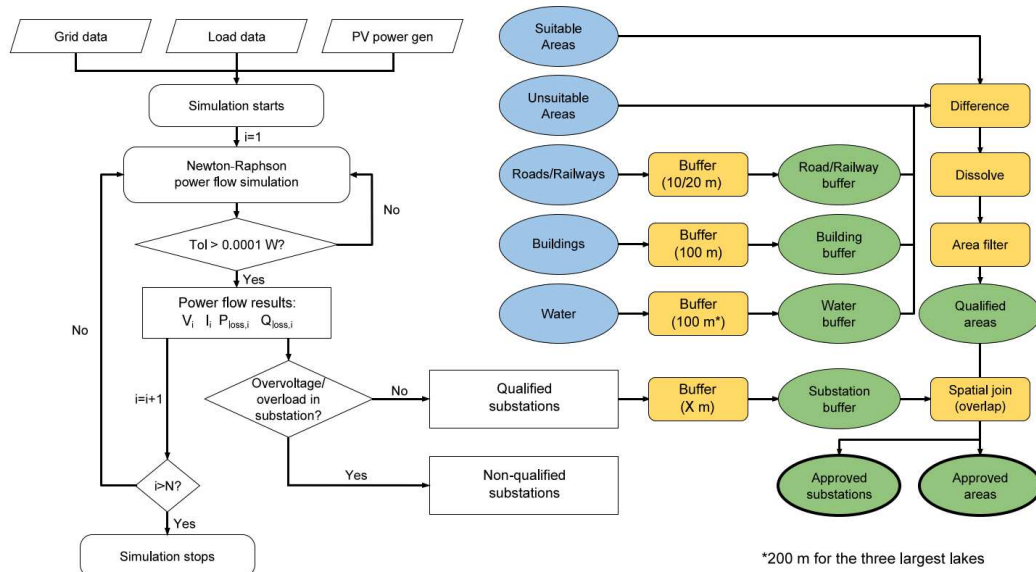 Grid data
Load data
PV power gen
Simulation starts
i=1
Newton-Raphson
power flow simulation
No
Tol > 0.0001 W?
Yes
Power flow results:
Vi Ii Ploss,i Qloss,i
No
i=i+1
Overvoltage/
overload in
substation?
No
Yes
i>N?
Yes
Simulation stops
Qualified
substations
Non-qualified
substations
Suitable
Areas
Unsuitable
Areas
Roads/Railways
Buffer
(10/20 m)
Road/Railway
buffer
Buildings
Buffer
(100 m)
Building
buffer
Water
Buffer
(100 m*)
Water
buffer
Difference
Dissolve
Area filter
Qualified
areas
Buffer
(X m)
Substation
buffer
Spatial join
(overlap)
Approved
substations
Approved
areas
*200 m for the three largest lakes